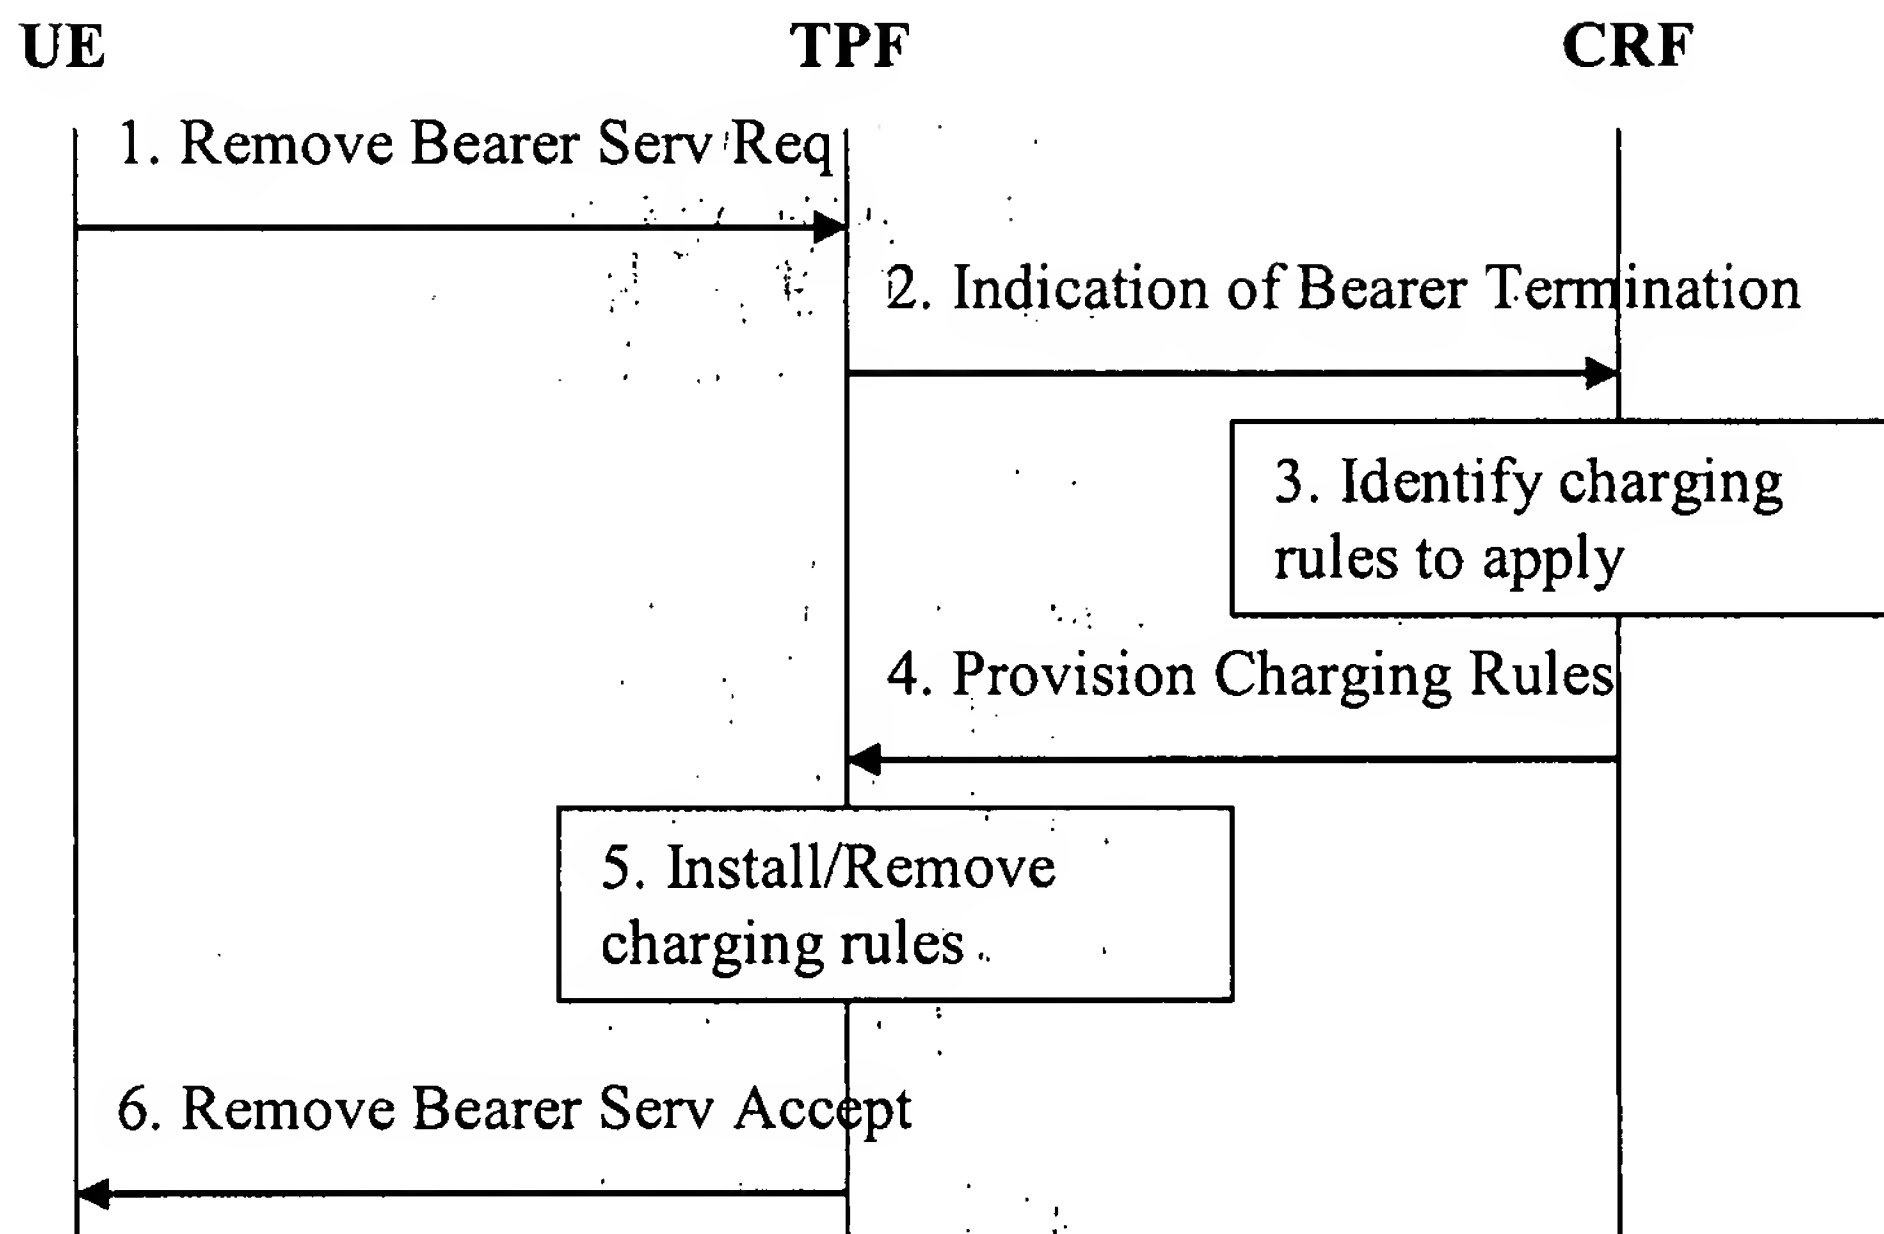 UE TPF CRF
1. Remove Bearer Serv Req
2. Indication of Bearer Termination
3. Identify charging
rules to apply
4. Provision Charging Rules
5. Install/Remove
charging rules
6. Remove Bearer Serv Accept